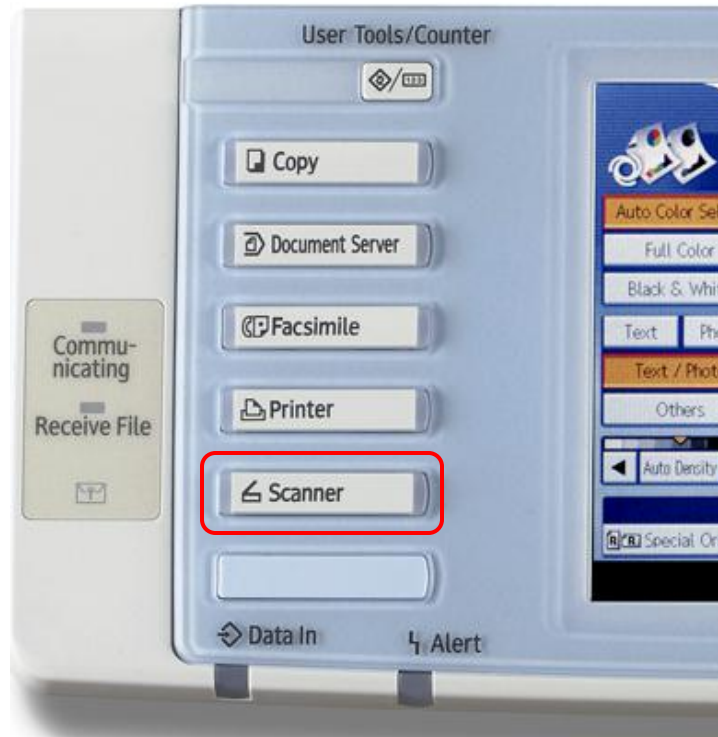 User Tools/Counter
Copy
Document Server
Facsimile
Printer
Scanner
Commu-
nicating
Receive File
Data In
Alert
Auto Color Sel
Full Color
Black & Whi
Text
Text / Phot
Others
Auto Density
Special Or